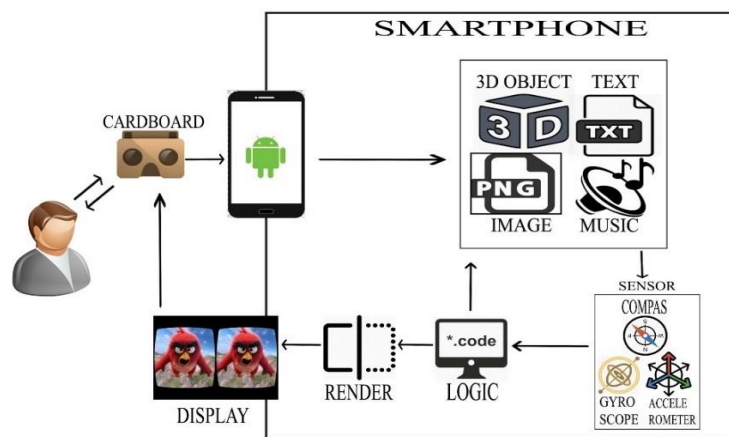 SMARTPHONE
CARDBOARD
3D OBJECT
TEXT
3D
TXT
PNG
IMAGE
MUSIC
SENSOR
COMPAS
N
S
GYRO
SCOPE
ACCELE
ROMETER
*.code
LOGIC
RENDER
DISPLAY